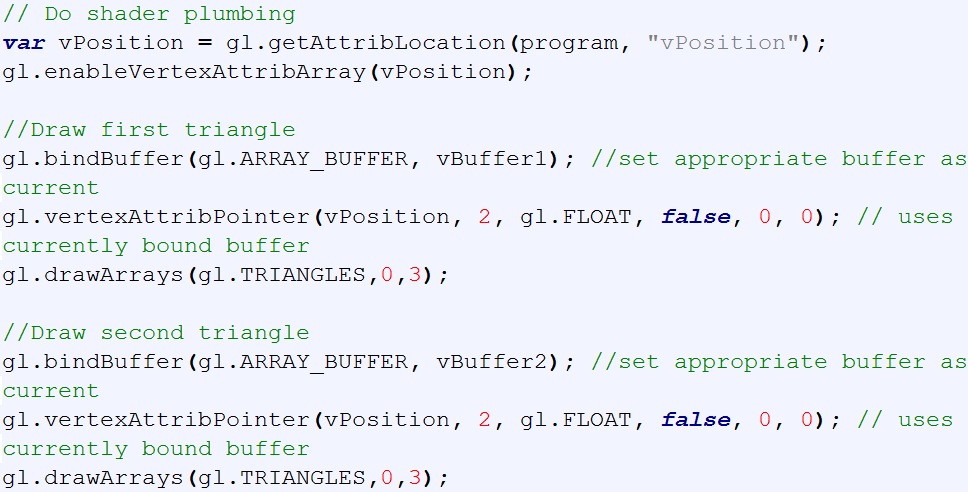 // Do shader plumbing
var vPosition = gl.getAttribLocation(program, "vPosition");
gl.enableVertexAttribArray(vPosition);
//Draw first triangle
gl.bindBuffer(gl.ARRAY_BUFFER, vBuffer1); //set appropriate buffer as
current
gl.vertexAttribPointer(vPosition, 2, gl.FLOAT, false, 0, 0); // uses
currently bound buffer
gl.drawArrays(gl.TRIANGLES,0,3);
//Draw second triangle
gl.bindBuffer(gl.ARRAY_BUFFER, vBuffer2); //set appropriate buffer as
current
gl.vertexAttribPointer(vPosition, 2, gl.FLOAT, false, 0, 0); // uses
currently bound buffer
gl.drawArrays(gl.TRIANGLES,0,3);